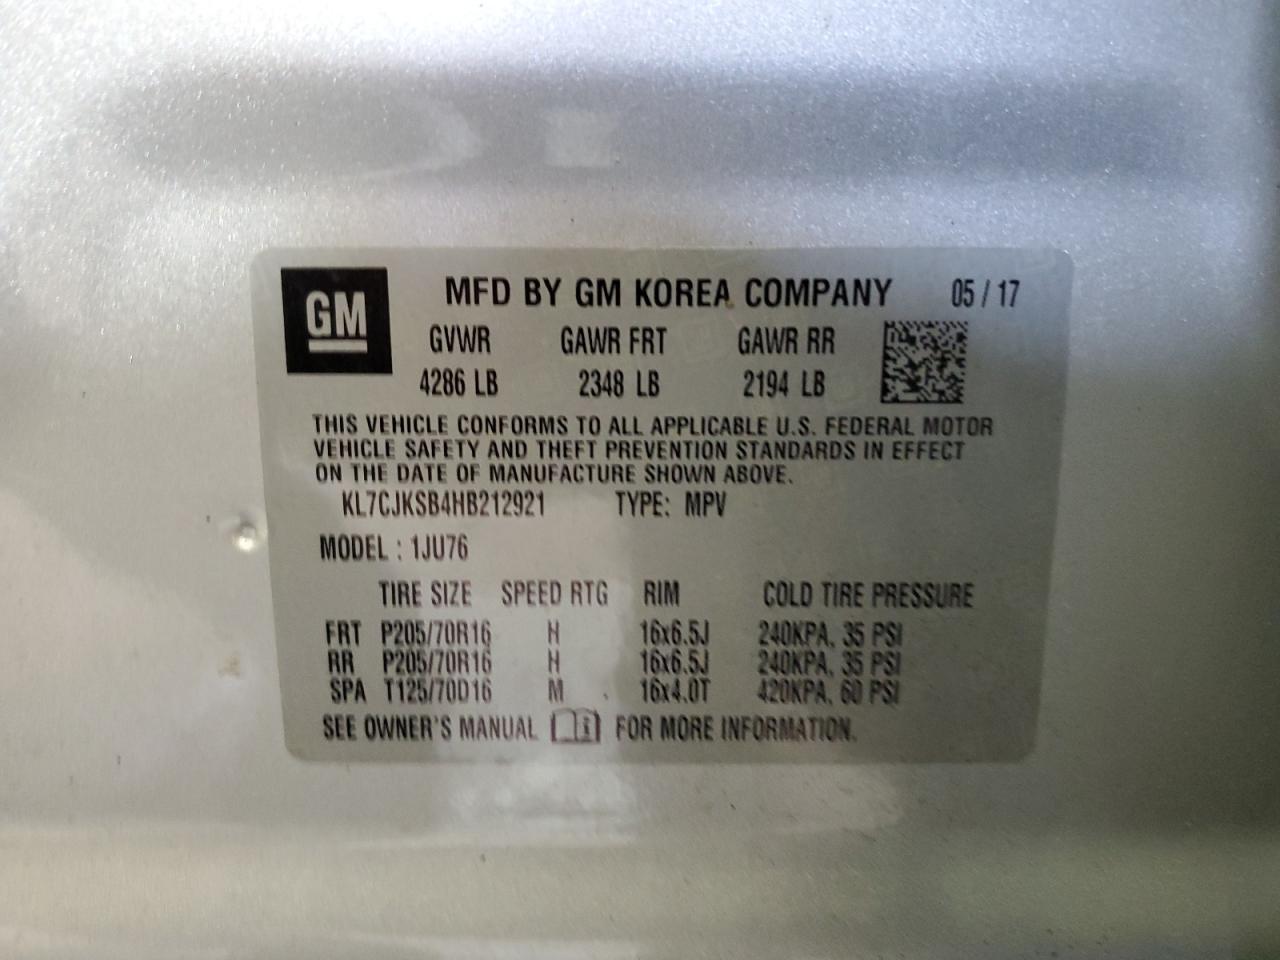 GM
MFD BY GM KOREA COMPANY 05 / 17
GVWR GAWR FRT GAWR RR
4286 LB 2348 LB 2194 LB
THIS VEHICLE CONFORMS TO ALL APPLICABLE U.S. FEDERAL MOTOR
VEHICLE SAFETY AND THEFT PREVENTION STANDARDS IN EFFECT
ON THE DATE OF MANUFACTURE SHOWN ABOVE.
KL7CJKSB4HB212921 TYPE: MPV
MODEL : 1JU76
TIRE SIZE SPEED RTG RIM COLD TIRE PRESSURE
FRT P205/70R16 H 16x6.5J 240KPA, 35 PSI
RR P205/70R16 H 16x6.5J 240KPA, 35 PSI
SPA T125/70D16 M 16x4.0T 420KPA, 60 PSI
SEE OWNER'S MANUAL i FOR MORE INFORMATION.